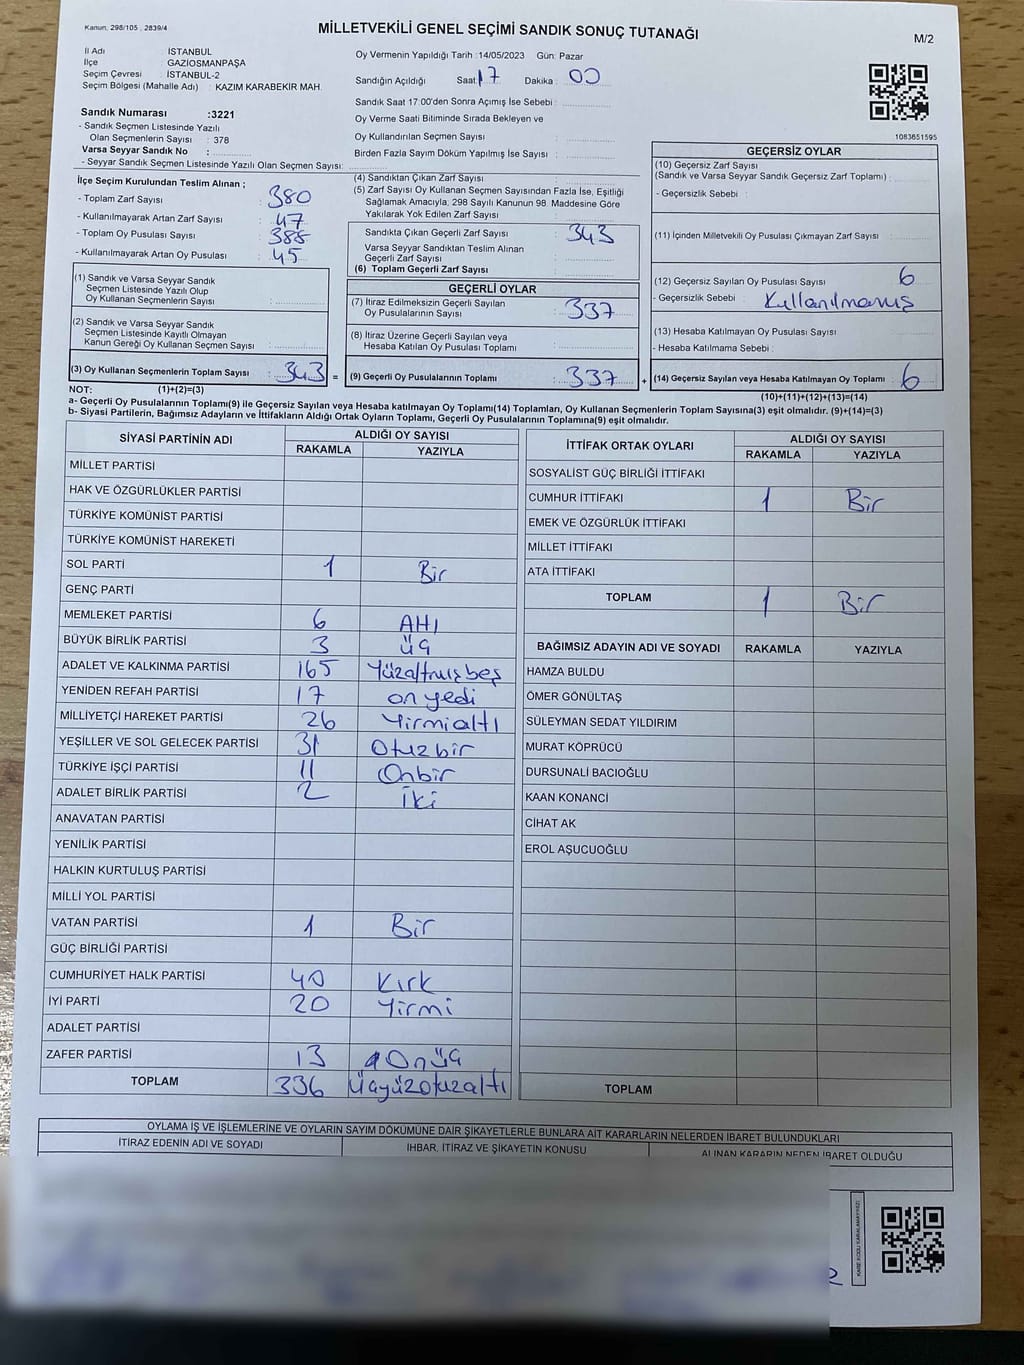 Kanun, 298/105 , 2839/4
MİLLETVEKİLİ GENEL SEÇİMİ SANDIK SONUÇ TUTANAĞI
M/2
İl Adı İSTANBUL
İlçe GAZİOSMANPAŞA
Seçim Çevresi : İSTANBUL-2
Seçim Bölgesi (Mahalle Adı) : KAZIM KARABEKİR MAH.
Sandık Numarası :3221
- Sandık Seçmen Listesinde Yazılı
Olan Seçmenlerin Sayısı : 378
Varsa Seyyar Sandık No :
- Seyyar Sandık Seçmen Listesinde Yazılı Olan Seçmen Sayısı:
Oy Vermenin Yapıldığı Tarih :14/05/2023 Gün: Pazar
Sandığın Açıldığı Saat: 17 Dakika : 00
Sandık Saat 17:00'den Sonra Açımış İse Sebebi :
Oy Verme Saati Bitiminde Sırada Bekleyen ve
Oy Kullandırılan Seçmen Sayısı :
Birden Fazla Sayım Döküm Yapılmış İse Sayısı :
1083651595
İlçe Seçim Kurulundan Teslim Alınan ;
- Toplam Zarf Sayısı : 380
- Kullanılmayarak Artan Zarf Sayısı : 47
- Toplam Oy Pusulası Sayısı : 388
- Kullanılmayarak Artan Oy Pusulası : 45
(1) Sandık ve Varsa Seyyar Sandık
Seçmen Listesinde Yazılı Olup
Oy Kullanan Seçmenlerin Sayısı :
(2) Sandık ve Varsa Seyyar Sandık
Seçmen Listesinde Kayıtlı Olmayan
Kanun Gereği Oy Kullanan Seçmen Sayısı :
(3) Oy Kullanan Seçmenlerin Toplam Sayısı : 343 =
(4) Sandıktan Çıkan Zarf Sayısı :
(5) Zarf Sayısı Oy Kullanan Seçmen Sayısından Fazla İse, Eşitliği
Sağlamak Amacıyla, 298 Sayılı Kanunun 98. Maddesine Göre
Yakılarak Yok Edilen Zarf Sayısı :
Sandıkta Çıkan Geçerli Zarf Sayısı : 343
Varsa Seyyar Sandıktan Teslim Alınan
Geçerli Zarf Sayısı :
(6) Toplam Geçerli Zarf Sayısı :
GEÇERLİ OYLAR
(7) İtiraz Edilmeksizin Geçerli Sayılan
Oy Pusulalarının Sayısı : 337
(8) İtiraz Üzerine Geçerli Sayılan veya
Hesaba Katılan Oy Pusulası Toplamı :
(9) Geçerli Oy Pusulalarının Toplamı : 337 +
GEÇERSİZ OYLAR
(10) Geçersiz Zarf Sayısı
(Sandık ve Varsa Seyyar Sandık Geçersiz Zarf Toplamı) :
- Geçersizlik Sebebi :
(11) İçinden Milletvekili Oy Pusulası Çıkmayan Zarf Sayısı :
(12) Geçersiz Sayılan Oy Pusulası Sayısı : 6
- Geçersizlik Sebebi : Kullanılmamış
(13) Hesaba Katılmayan Oy Pusulası Sayısı :
- Hesaba Katılmama Sebebi :
(14) Geçersiz Sayılan veya Hesaba Katılmayan Oy Toplamı : 6
NOT: (1)+(2)=(3)
(10)+(11)+(12)+(13)=(14)
a- Geçerli Oy Pusulalarının Toplamı(9) ile Geçersiz Sayılan veya Hesaba katılmayan Oy Toplamı(14) Toplamları, Oy Kullanan Seçmenlerin Toplam Sayısına(3) eşit olmalıdır. (9)+(14)=(3)
b- Siyasi Partilerin, Bağımsız Adayların ve İttifakların Aldığı Ortak Oyların Toplamı, Geçerli Oy Pusulalarının Toplamına(9) eşit olmalıdır.
SİYASİ PARTİNİN ADI ALDIĞI OY SAYISI
RAKAMLA YAZIYLA
MİLLET PARTİSİ
HAK VE ÖZGÜRLÜKLER PARTİSİ
TÜRKİYE KOMÜNİST PARTİSİ
TÜRKİYE KOMÜNİST HAREKETİ
SOL PARTİ 1 Bir
GENÇ PARTİ
MEMLEKET PARTİSİ 6 AHI
BÜYÜK BİRLİK PARTİSİ 3 üç
ADALET VE KALKINMA PARTİSİ 165 Yüzaltmışbeş
YENİDEN REFAH PARTİSİ 17 on yedi
MİLLİYETÇİ HAREKET PARTİSİ 26 Yirmialtı
YEŞİLLER VE SOL GELECEK PARTİSİ 31 Otuzbir
TÜRKİYE İŞÇİ PARTİSİ 11 Onbir
ADALET BİRLİK PARTİSİ 2 iki
ANAVATAN PARTİSİ
YENİLİK PARTİSİ
HALKIN KURTULUŞ PARTİSİ
MİLLİ YOL PARTİSİ
VATAN PARTİSİ 1 Bir
GÜÇ BİRLİĞİ PARTİSİ
CUMHURİYET HALK PARTİSİ 40 Kırk
İYİ PARTİ 20 Yirmi
ADALET PARTİSİ
ZAFER PARTİSİ 13 Onüç
TOPLAM 336 Üçyüzotuzaltı
İTTİFAK ORTAK OYLARI ALDIĞI OY SAYISI
RAKAMLA YAZIYLA
SOSYALİST GÜÇ BİRLİĞİ İTTİFAKI
CUMHUR İTTİFAKI 1 Bir
EMEK VE ÖZGÜRLÜK İTTİFAKI
MİLLET İTTİFAKI
ATA İTTİFAKI
TOPLAM 1 Bir
BAĞIMSIZ ADAYIN ADI VE SOYADI RAKAMLA YAZIYLA
HAMZA BULDU
ÖMER GÖNÜLTAŞ
SÜLEYMAN SEDAT YILDIRIM
MURAT KÖPRÜCÜ
DURSUNALİ BACIOĞLU
KAAN KONANCİ
CİHAT AK
EROL AŞUCUOĞLU
TOPLAM
OYLAMA İŞ VE İŞLEMLERİNE VE OYLARIN SAYIM DÖKÜMÜNE DAİR ŞİKAYETLERLE BUNLARA AİT KARARLARIN NELERDEN İBARET BULUNDUKLARI
İTİRAZ EDENİN ADI VE SOYADI İHBAR, İTİRAZ VE ŞİKAYETİN KONUSU ALINAN KARARIN NEDEN İBARET OLDUĞU